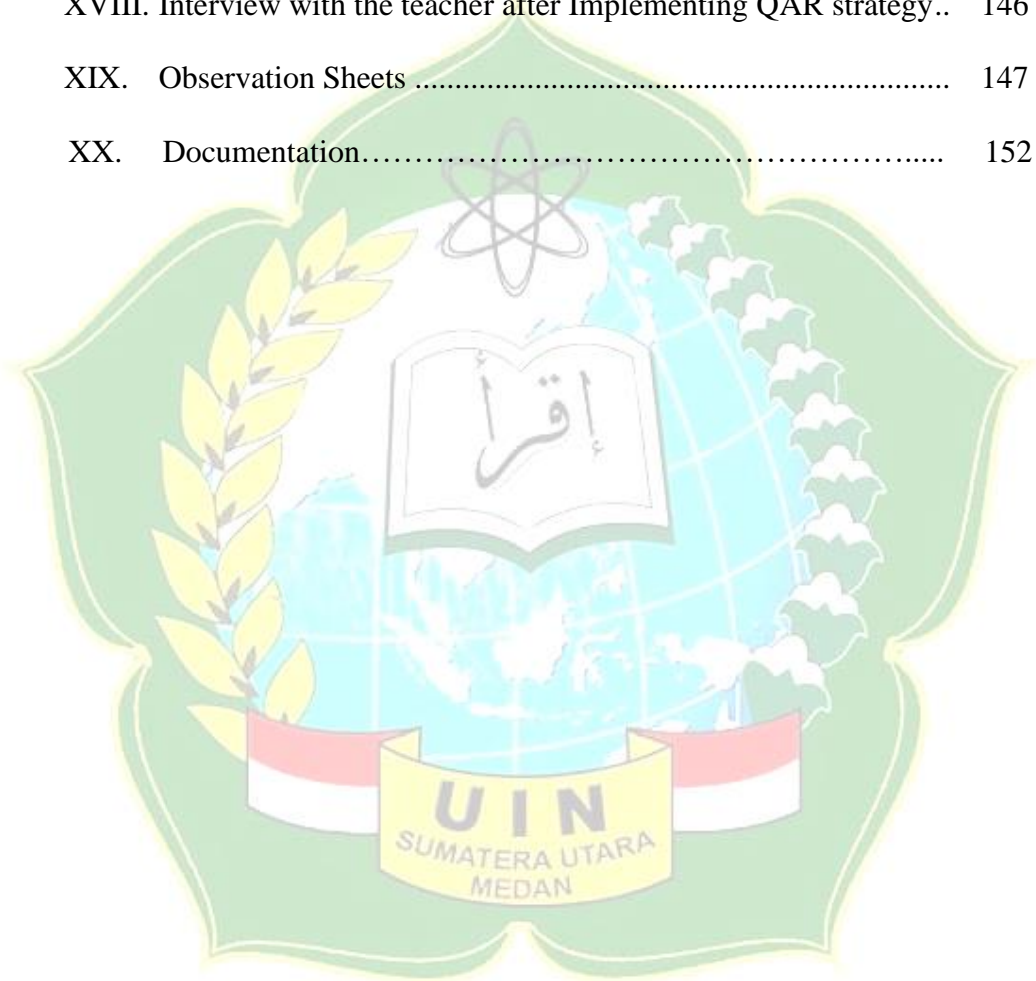 XVIII. Interview with the teacher after Implementing QAR strategy.. 146
XIX. Observation Sheets .................................................................. 147
XX. Documentation…………………………………………….... 152
إقرأ
UIN
SUMATERA UTARA
MEDAN